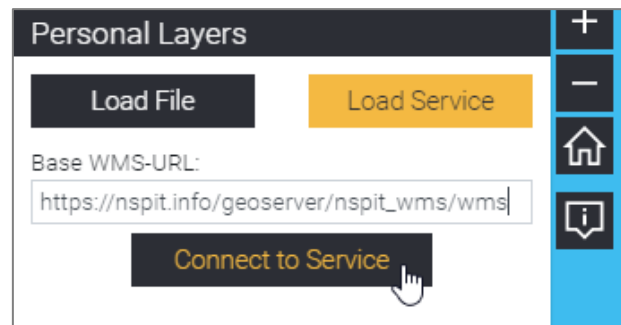 Personal Layers
Load File
Load Service
Base WMS-URL:
https://nspit.info/geoserver/nspit_wms/wms
Connect to Service